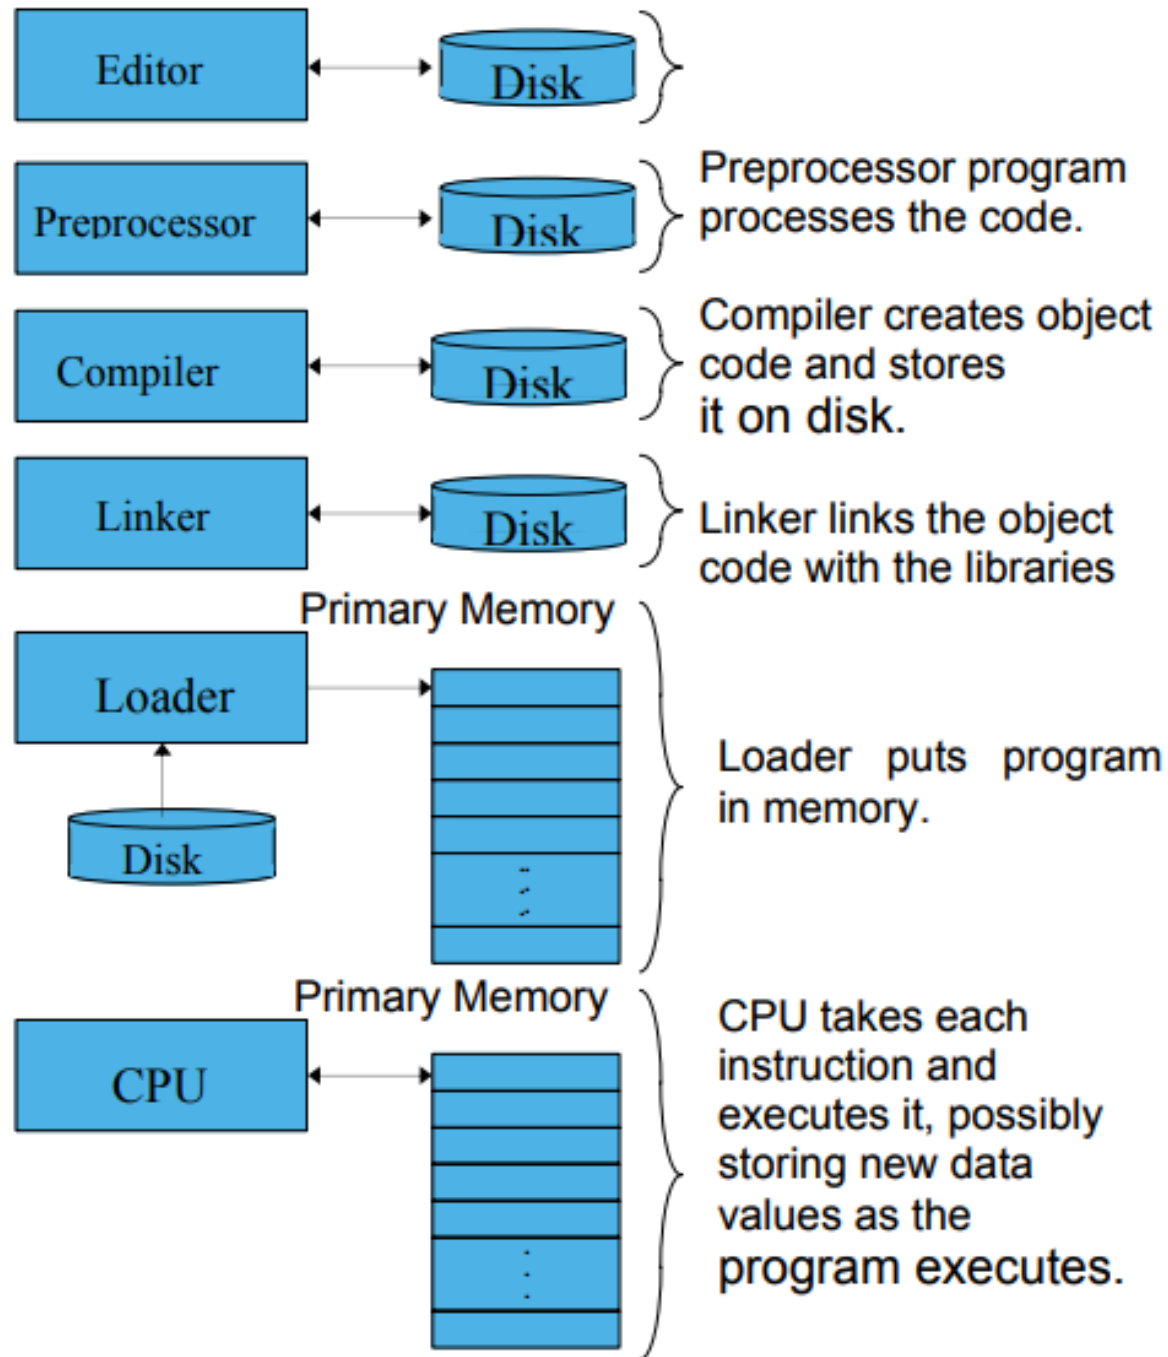 Editor
Disk
Preprocessor
Disk
Preprocessor program
processes the code.
Compiler
Disk
Compiler creates object
code and stores
it on disk.
Linker
Disk
Linker links the object
code with the libraries
Primary Memory
Loader
Disk
Loader puts program
in memory.
Primary Memory
CPU
CPU takes each
instruction and
executes it, possibly
storing new data
values as the
program executes.